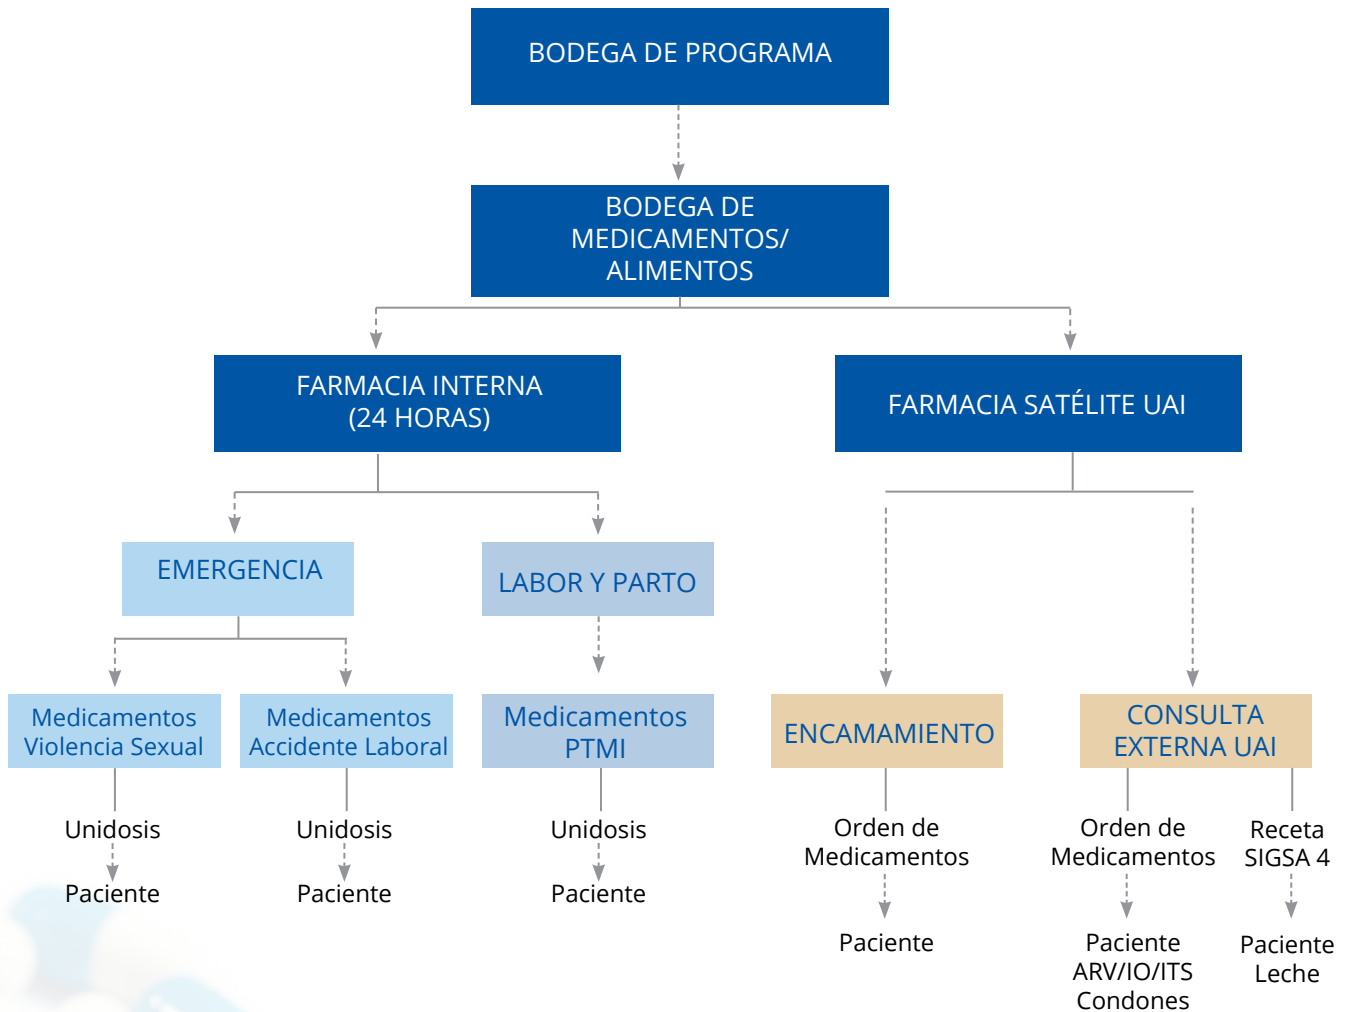 BODEGA DE PROGRAMA
BODEGA DE
MEDICAMENTOS/
ALIMENTOS
FARMACIA INTERNA
(24 HORAS)
FARMACIA SATÉLITE UAI
EMERGENCIA
LABOR Y PARTO
Medicamentos
Violencia Sexual
Medicamentos
Accidente Laboral
Medicamentos
PTMI
ENCAMAMIENTO
CONSULTA
EXTERNA UAI
Unidosis
Paciente
Unidosis
Paciente
Unidosis
Paciente
Orden de
Medicamentos
Paciente
Orden de
Medicamentos
Paciente
ARV/IO/ITS
Condones
Receta
SIGSA 4
Paciente
Leche